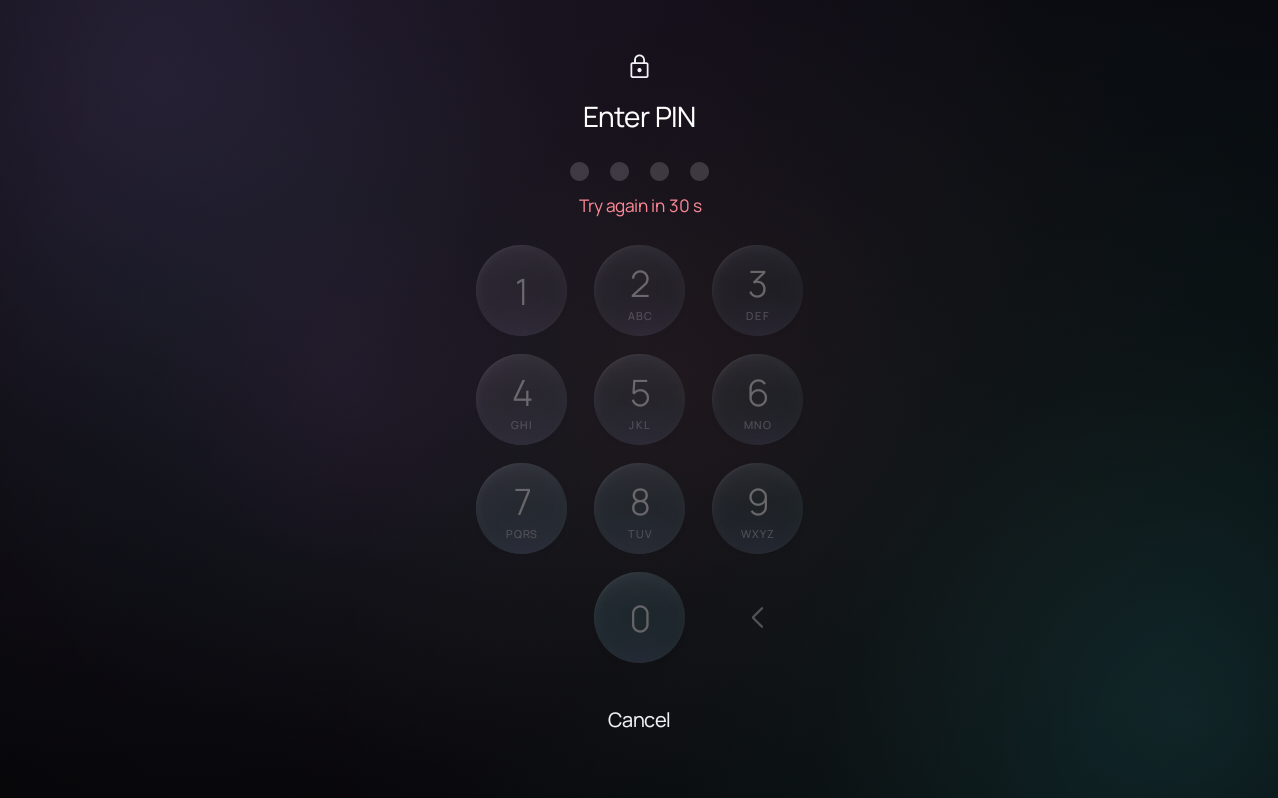 Enter PIN
Try again in 30 s
1
2
ABC
3
DEF
4
GHI
5
JKL
6
MNO
7
PQRS
8
TUV
9
WXYZ
0
Cancel